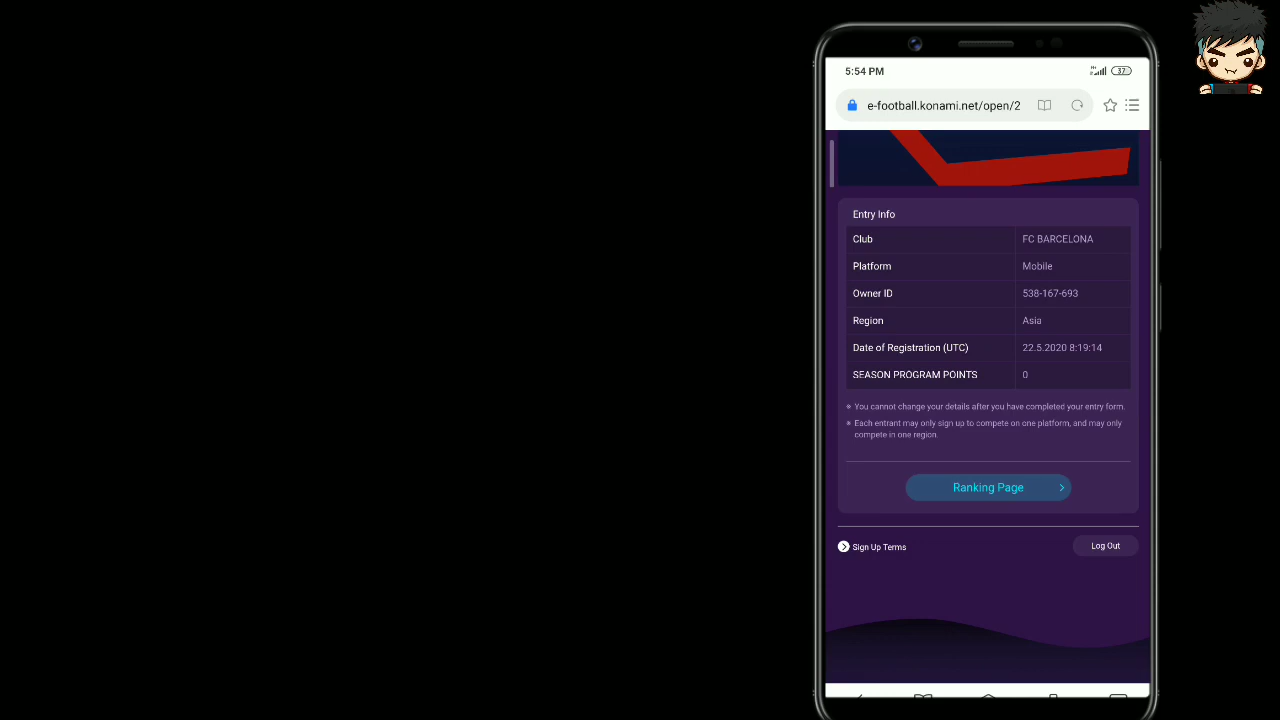 5:54 PM
37
e-football.konami.net/open/2
Entry Info
Club FC BARCELONA
Platform Mobile
Owner ID 538-167-693
Region Asia
Date of Registration (UTC) 22.5.2020 8:19:14
SEASON PROGRAM POINTS 0
※ You cannot change your details after you have completed your entry form.
※ Each entrant may only sign up to compete on one platform, and may only
compete in one region.
Ranking Page
Sign Up Terms Log Out